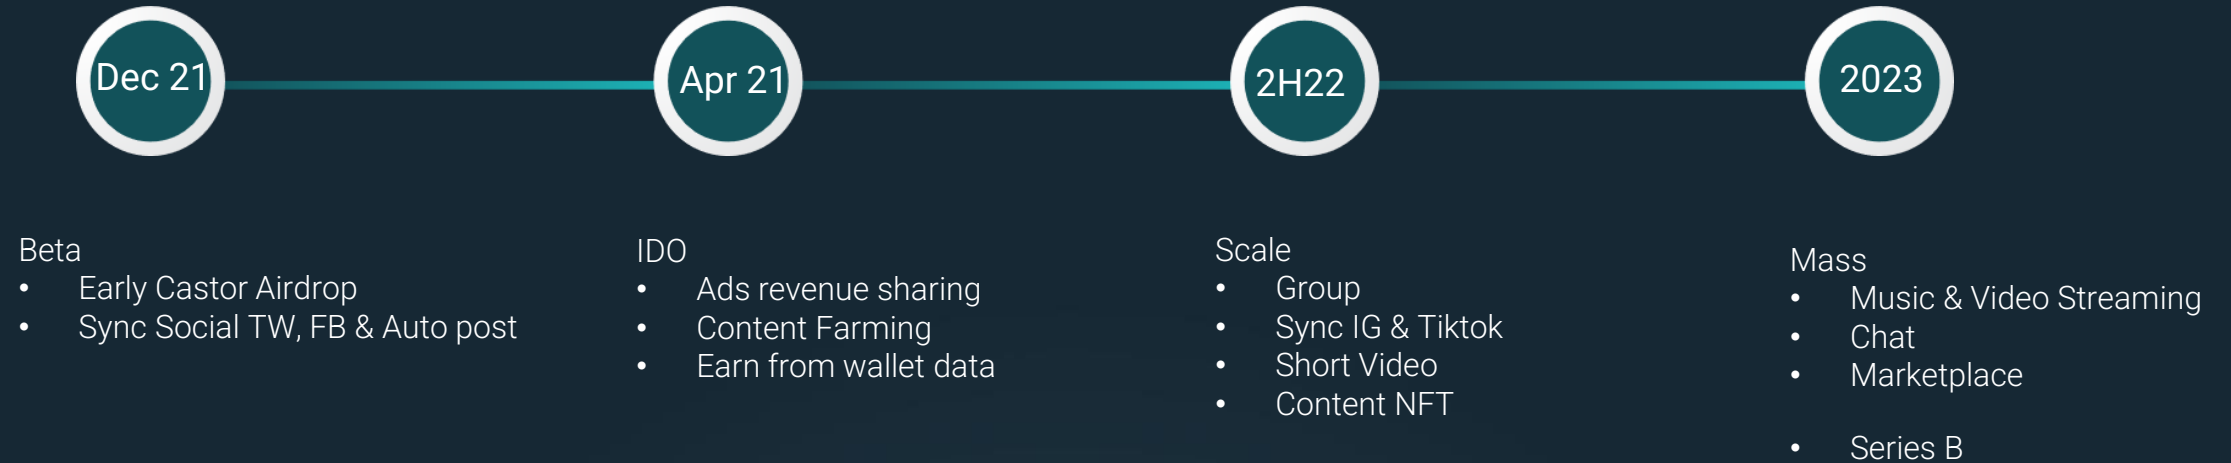 Dec 21
Apr 21
2H22
2023
Beta
• Early Castor Airdrop
• Sync Social TW, FB & Auto post
IDO
• Ads revenue sharing
• Content Farming
• Earn from wallet data
Scale
• Group
• Sync IG & Tiktok
• Short Video
• Content NFT
Mass
• Music & Video Streaming
• Chat
• Marketplace
• Series B